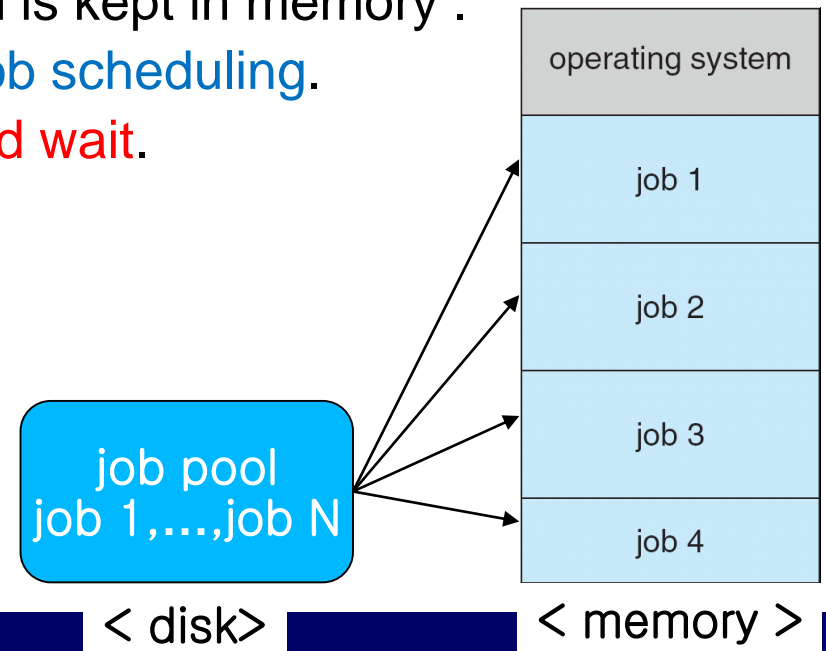 is kept in memory .
job scheduling.
wait.
operating system
job 1
job 2
job 3
job 4
job pool
job 1,...,job N
< disk>
< memory >